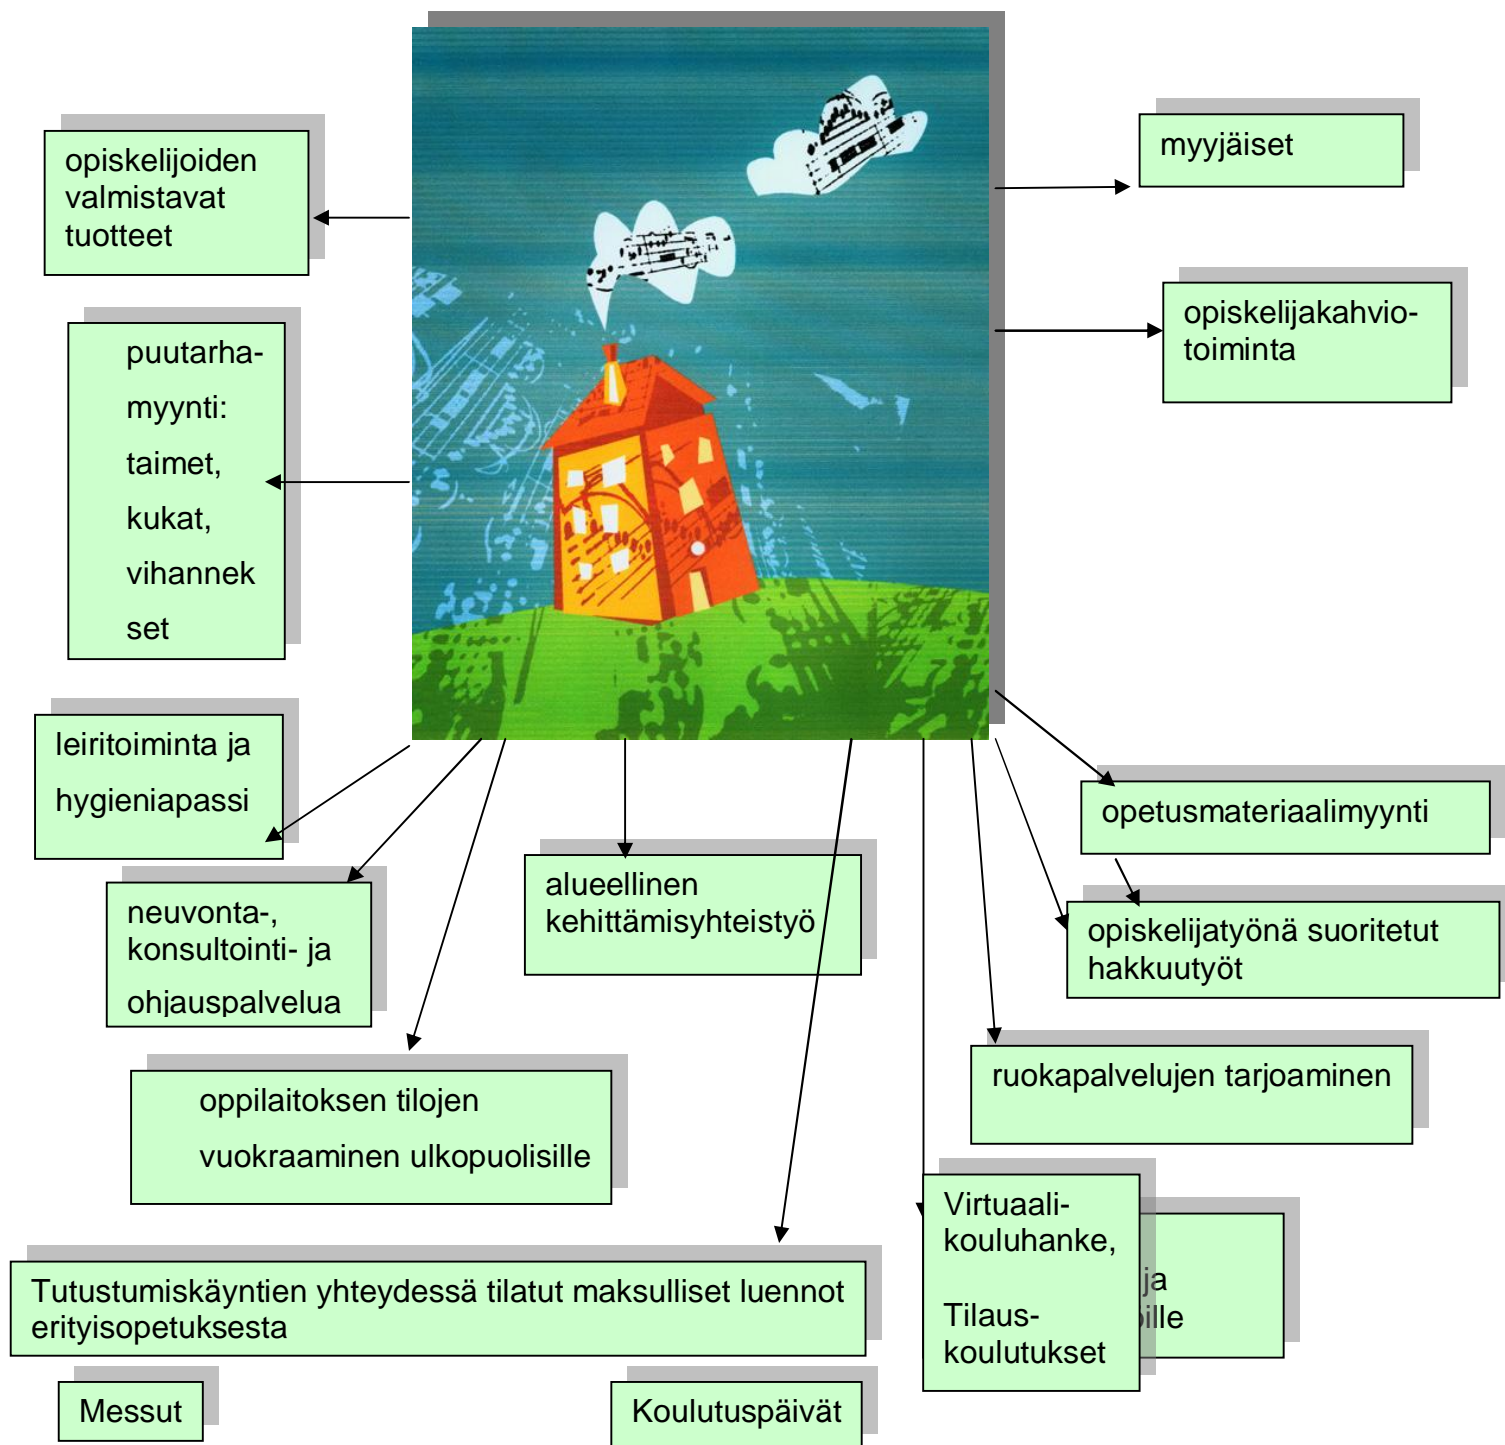 opiskelijoiden
valmistavat
tuotteet
myyjäiset
opiskelijakahvio-
toiminta
puutarha-
myynti:
taimet,
kukat,
vihannek
set
leiritoiminta ja
hygieniapassi
neuvonta-,
konsultointi- ja
ohjauspalvelua
alueellinen
kehittämisyhteistyö
opetusmateriaalimyynti
opiskelijatyönä suoritetut
hakkuutyöt
oppilaitoksen tilojen
vuokraaminen ulkopuolisille
ruokapalvelujen tarjoaminen
Virtuaali-
kouluhanke,
Tilaus-
koulutukset
ja
Tutustumiskäyntien yhteydessä tilatut maksulliset luennot
erityisopetuksesta
Messut
Koulutuspäivät